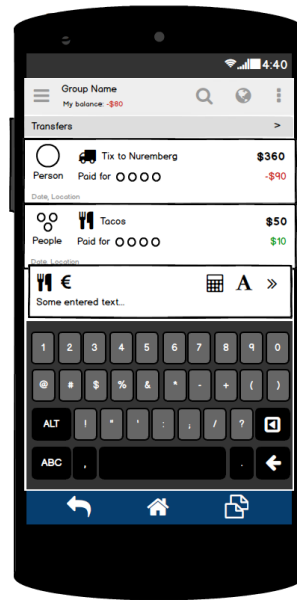 4:40
Group Name
My balance: -$80
Transfers >
Tix to Nuremberg $360
Person Paid for -$90
Date, Location
Tacos $50
People Paid for $10
Date, Location
€ A »
Some entered text...
1 2 3 4 5 6 7 8 9 0
@ # $ % & * - + ( )
ALT ! " ' : ; / ?
ABC , .